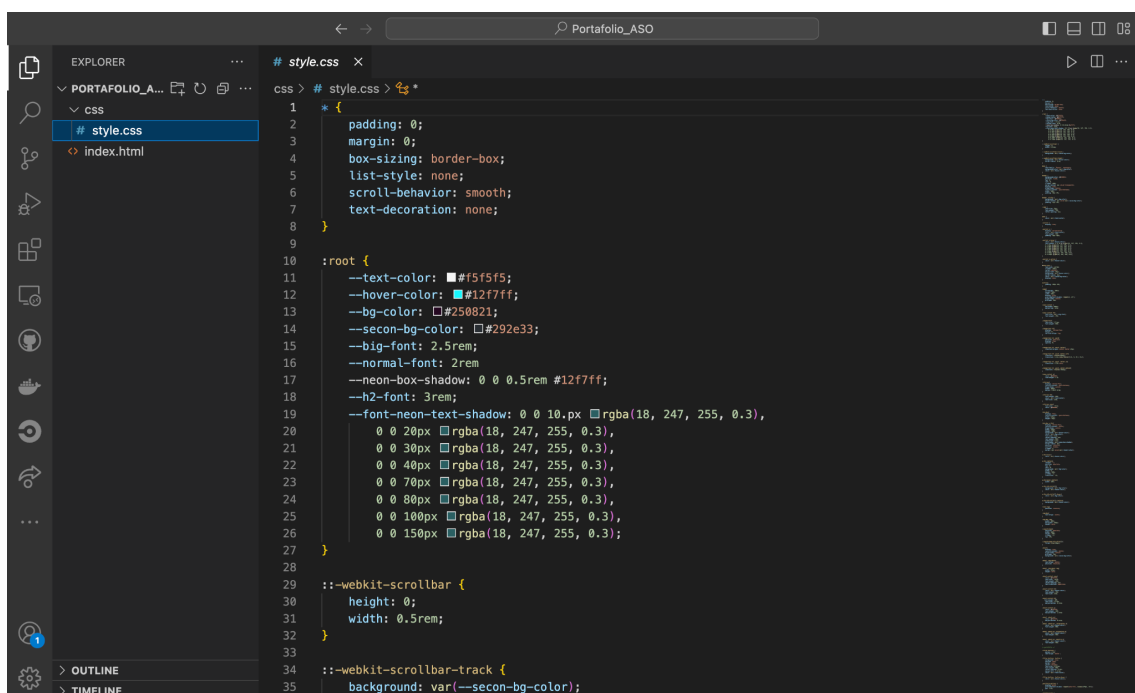 Portafolio_ASO
EXPLORER
PORTAFOLIO_A...
css
# style.css
index.html
OUTLINE
TIMELINE
1
# style.css
css > # style.css > *
1 * {
2 padding: 0;
3 margin: 0;
4 box-sizing: border-box;
5 list-style: none;
6 scroll-behavior: smooth;
7 text-decoration: none;
8 }
9
10 :root {
11 --text-color: #f5f5f5;
12 --hover-color: #12f7ff;
13 --bg-color: #250821;
14 --secon-bg-color: #292e33;
15 --big-font: 2.5rem;
16 --normal-font: 2rem
17 --neon-box-shadow: 0 0 0.5rem #12f7ff;
18 --h2-font: 3rem;
19 --font-neon-text-shadow: 0 0 10.px rgba(18, 247, 255, 0.3),
20 0 0 20px rgba(18, 247, 255, 0.3),
21 0 0 30px rgba(18, 247, 255, 0.3),
22 0 0 40px rgba(18, 247, 255, 0.3),
23 0 0 70px rgba(18, 247, 255, 0.3),
24 0 0 80px rgba(18, 247, 255, 0.3),
25 0 0 100px rgba(18, 247, 255, 0.3),
26 0 0 150px rgba(18, 247, 255, 0.3);
27 }
28
29 ::-webkit-scrollbar {
30 height: 0;
31 width: 0.5rem;
32 }
33
34 ::-webkit-scrollbar-track {
35 background: var(--secon-bg-color);